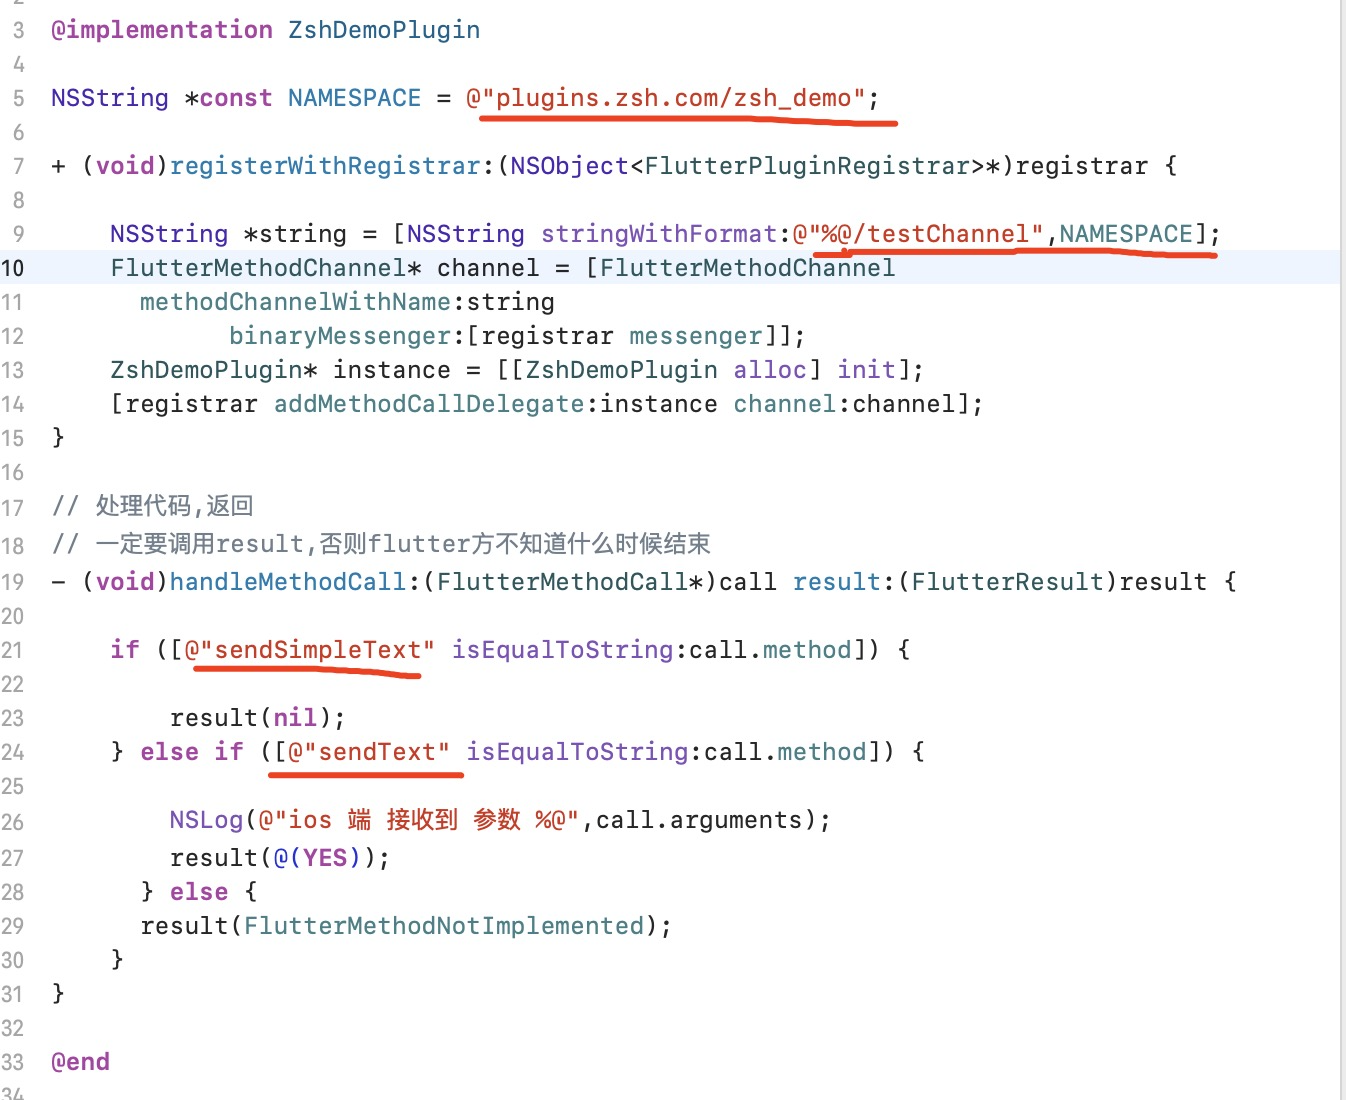 3 @implementation ZshDemoPlugin
4
5 NSString *const NAMESPACE = @"plugins.zsh.com/zsh_demo";
6
7 + (void)registerWithRegistrar:(NSObject<FlutterPluginRegistrar>*)registrar {
8
9 NSString *string = [NSString stringWithFormat:@"%@/testChannel",NAMESPACE];
10 FlutterMethodChannel* channel = [FlutterMethodChannel
11 methodChannelWithName:string
12 binaryMessenger:[registrar messenger]];
13 ZshDemoPlugin* instance = [[ZshDemoPlugin alloc] init];
14 [registrar addMethodCallDelegate:instance channel:channel];
15 }
16
17 // 处理代码,返回
18 // 一定要调用result,否则flutter方不知道什么时候结束
19 - (void)handleMethodCall:(FlutterMethodCall*)call result:(FlutterResult)result {
20
21 if ([@"sendSimpleText" isEqualToString:call.method]) {
22
23 result(nil);
24 } else if ([@"sendText" isEqualToString:call.method]) {
25
26 NSLog(@"ios 端 接收到 参数 %@",call.arguments);
27 result(@(YES));
28 } else {
29 result(FlutterMethodNotImplemented);
30 }
31 }
32
33 @end
34